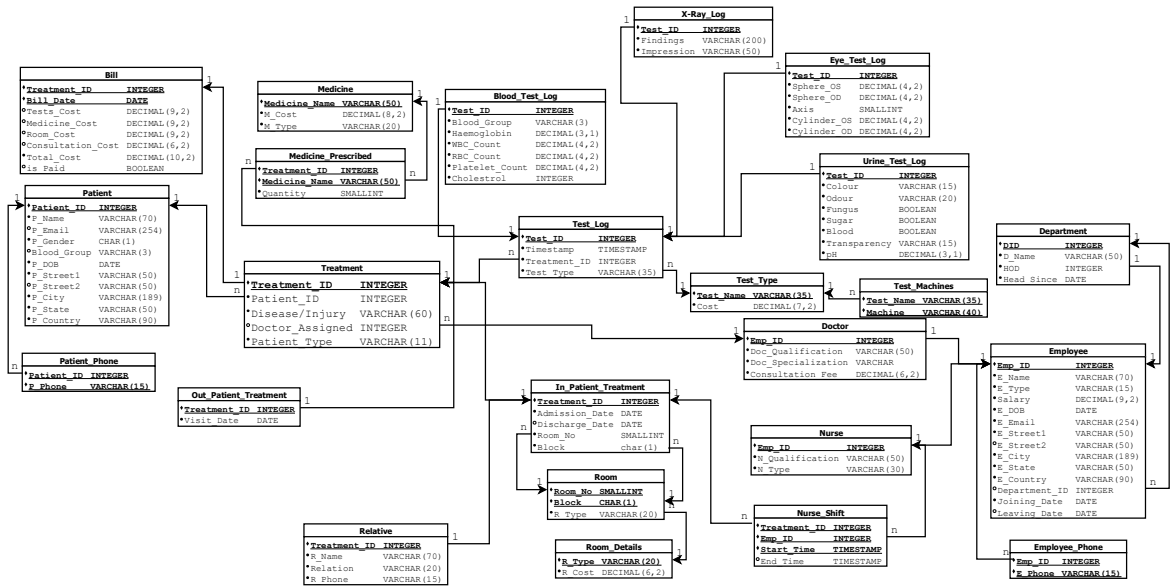 X-Ray_Log
Test_ID INTEGER
Findings VARCHAR(200)
Impression VARCHAR(50)
Eye_Test_Log
Test_ID INTEGER
Sphere_OS DECIMAL(4,2)
Sphere_OD DECIMAL(4,2)
Axis SMALLINT
Cylinder_OS DECIMAL(4,2)
Cylinder_OD DECIMAL(4,2)
Bill
Treatment_ID INTEGER
Bill_Date DATE
Tests_Cost DECIMAL(9,2)
Medicine_Cost DECIMAL(9,2)
Room_Cost DECIMAL(9,2)
Consultation_Cost DECIMAL(6,2)
Total_Cost DECIMAL(10,2)
is_Paid BOOLEAN
Medicine
Medicine_Name VARCHAR(50)
M_Cost DECIMAL(8,2)
M_Type VARCHAR(20)
Blood_Test_Log
Test_ID INTEGER
Blood_Group VARCHAR(3)
Haemoglobin DECIMAL(3,1)
WBC_Count DECIMAL(4,2)
RBC_Count DECIMAL(4,2)
Platelet_Count DECIMAL(4,2)
Cholestrol INTEGER
Medicine_Prescribed
Treatment_ID INTEGER
Medicine_Name VARCHAR(50)
Quantity SMALLINT
Urine_Test_Log
Test_ID INTEGER
Colour VARCHAR(15)
Odour VARCHAR(20)
Fungus BOOLEAN
Sugar BOOLEAN
Blood BOOLEAN
Transparency VARCHAR(15)
pH DECIMAL(3,1)
Patient
Patient_ID INTEGER
P_Name VARCHAR(70)
P_Email VARCHAR(254)
P_Gender CHAR(1)
Blood_Group VARCHAR(3)
P_DOB DATE
P_Street1 VARCHAR(50)
P_Street2 VARCHAR(50)
P_City VARCHAR(189)
P_State VARCHAR(50)
P_Country VARCHAR(90)
Test_Log
Test_ID INTEGER
Timestamp TIMESTAMP
Treatment_ID INTEGER
Test_Type VARCHAR(35)
Department
DID INTEGER
D_Name VARCHAR(50)
HOD INTEGER
Head_Since DATE
Treatment
Treatment_ID INTEGER
Patient_ID INTEGER
Disease/Injury VARCHAR(60)
Doctor_Assigned INTEGER
Patient_Type VARCHAR(11)
Test_Type
Test_Name VARCHAR(35)
Cost DECIMAL(7,2)
Test_Machines
Test_Name VARCHAR(35)
Machine VARCHAR(40)
Doctor
Emp_ID INTEGER
Doc_Qualification VARCHAR(50)
Doc_Specialization VARCHAR
Consultation_Fee DECIMAL(6,2)
Patient_Phone
Patient_ID INTEGER
P_Phone VARCHAR(15)
Employee
Emp_ID INTEGER
E_Name VARCHAR(70)
E_Type VARCHAR(15)
Salary DECIMAL(9,2)
E_DOB DATE
E_Email VARCHAR(254)
E_Street1 VARCHAR(50)
E_Street2 VARCHAR(50)
E_City VARCHAR(189)
E_State VARCHAR(50)
E_Country VARCHAR(90)
Department_ID INTEGER
Joining_Date DATE
Leaving_Date DATE
Out_Patient_Treatment
Treatment_ID INTEGER
Visit_Date DATE
In_Patient_Treatment
Treatment_ID INTEGER
Admission_Date DATE
Discharge_Date DATE
Room_No SMALLINT
Block char(1)
Nurse
Emp_ID INTEGER
N_Qualification VARCHAR(50)
N_Type VARCHAR(30)
Room
Room_No SMALLINT
Block CHAR(1)
R_Type VARCHAR(20)
Nurse_Shift
Treatment_ID INTEGER
Emp_ID INTEGER
Start_Time TIMESTAMP
End_Time TIMESTAMP
Relative
Treatment_ID INTEGER
R_Name VARCHAR(70)
Relation VARCHAR(20)
R_Phone VARCHAR(15)
Room_Details
R_Type VARCHAR(20)
R_Cost DECIMAL(6,2)
Employee_Phone
Emp_ID INTEGER
E_Phone VARCHAR(15)